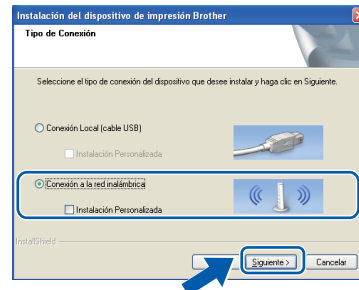 Instalación del dispositivo de impresión Brother
Tipo de Conexión
Seleccione el tipo de conexión del dispositivo que desee instalar y haga clic en Siguiente.
Conexión Local (cable USB)
Instalación Personalizada
Conexión a la red inalámbrica
Instalación Personalizada
InstallShield
Siguiente > Cancelar